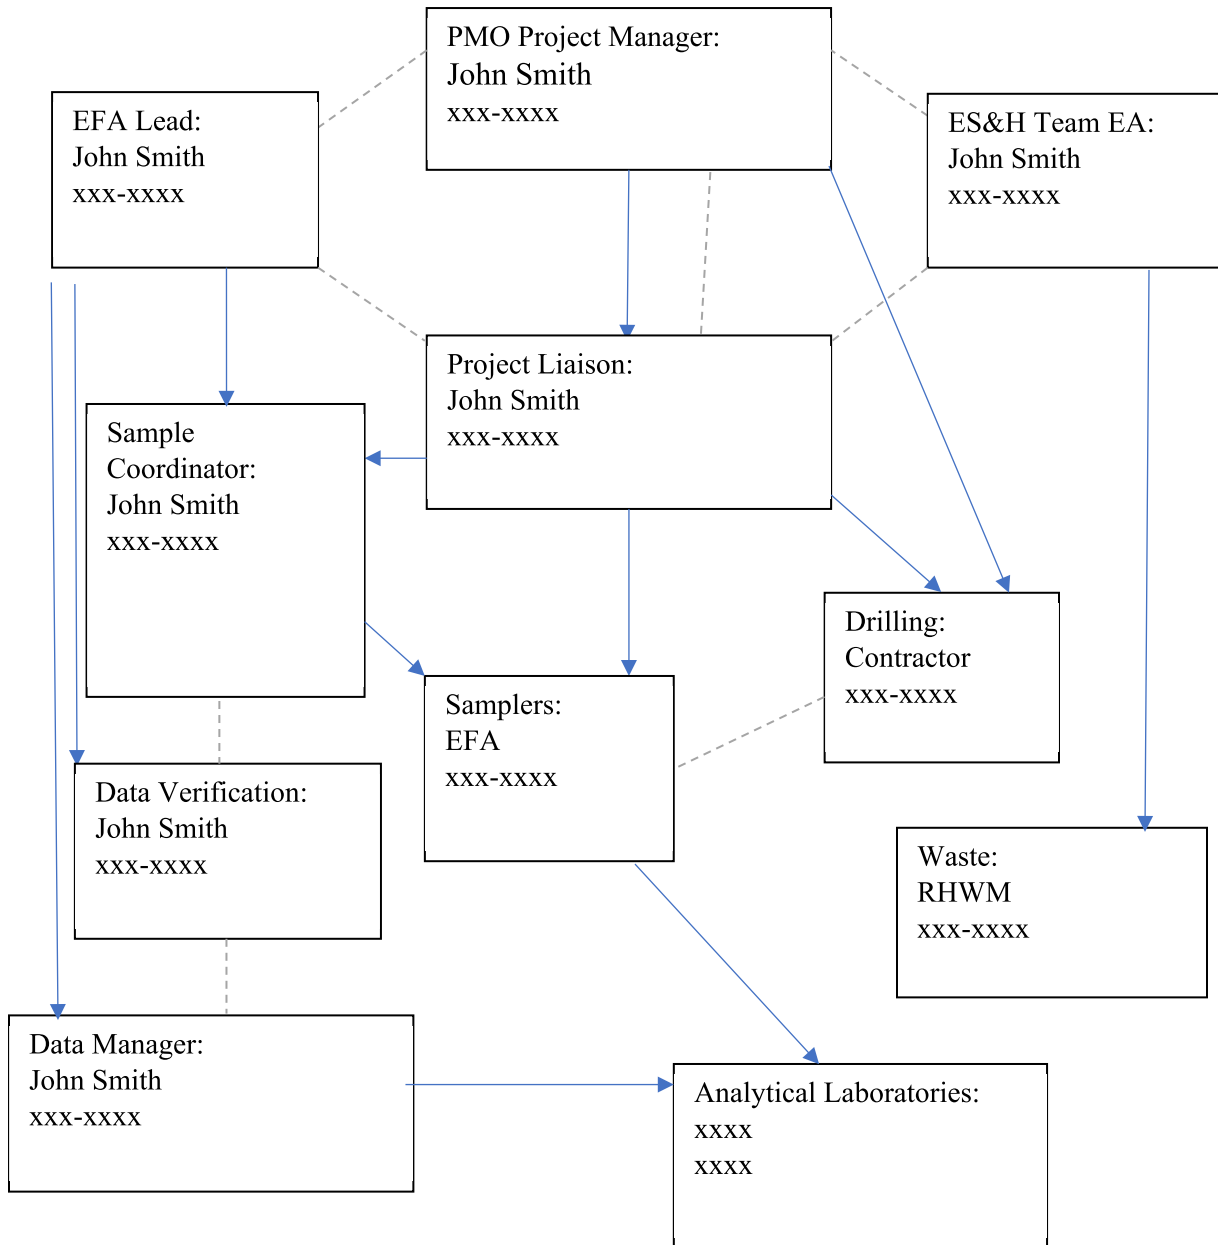 PMO Project Manager:
John Smith
xxx-xxxx
EFA Lead:
John Smith
xxx-xxxx
ES&H Team EA:
John Smith
xxx-xxxx
Project Liaison:
John Smith
xxx-xxxx
Sample
Coordinator:
John Smith
xxx-xxxx
Drilling:
Contractor
xxx-xxxx
Samplers:
EFA
xxx-xxxx
Data Verification:
John Smith
xxx-xxxx
Waste:
RHWM
xxx-xxxx
Data Manager:
John Smith
xxx-xxxx
Analytical Laboratories:
xxxx
xxxx